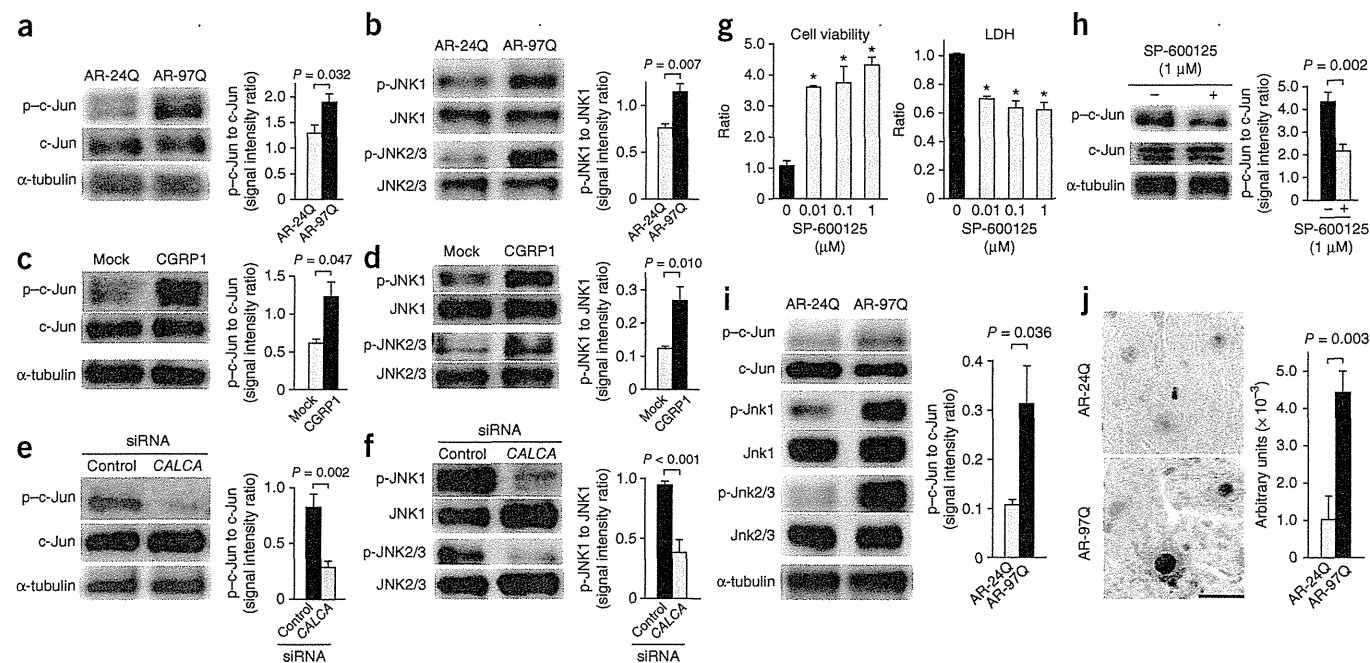 a
AR-24Q AR-97Q
p–c-Jun
c-Jun
α-tubulin
p–c-Jun to c-Jun
(signal intensity ratio)
P = 0.032
2.0
1.5
1.0
0.5
0
AR-24Q
AR-97Q
b
AR-24Q AR-97Q
p-JNK1
JNK1
p-JNK2/3
JNK2/3
p-JNK1 to JNK1
(signal intensity ratio)
P = 0.007
1.0
0.5
0
AR-24Q
AR-97Q
c
Mock CGRP1
p–c-Jun
c-Jun
α-tubulin
p–c-Jun to c-Jun
(signal intensity ratio)
P = 0.047
1.5
1.0
0.5
0
Mock
CGRP1
d
Mock CGRP1
p-JNK1
JNK1
p-JNK2/3
JNK2/3
p-JNK1 to JNK1
(signal intensity ratio)
P = 0.010
0.3
0.2
0.1
0
Mock
CGRP1
e
siRNA
Control CALCA
p–c-Jun
c-Jun
α-tubulin
p–c-Jun to c-Jun
(signal intensity ratio)
P = 0.002
1.0
0.5
0
Control
CALCA
siRNA
f
siRNA
Control CALCA
p-JNK1
JNK1
p-JNK2/3
JNK2/3
p-JNK1 to JNK1
(signal intensity ratio)
P < 0.001
1.0
0.5
0
Control
CALCA
siRNA
g
Cell viability
Ratio
5.0
4.0
3.0
2.0
1.0
0
* * *
0 0.01 0.1 1
SP-600125
(μM)
LDH
Ratio
1.0
0.8
0.6
0.4
0.2
0
* * *
0 0.01 0.1 1
SP-600125
(μM)
h
SP-600125
(1 μM)
– +
p–c-Jun
c-Jun
α-tubulin
p–c-Jun to c-Jun
(signal intensity ratio)
P = 0.002
5.0
4.0
3.0
2.0
1.0
0
– +
SP-600125
(1 μM)
i
AR-24Q AR-97Q
p–c-Jun
c-Jun
p-Jnk1
Jnk1
p-Jnk2/3
Jnk2/3
α-tubulin
p–c-Jun to c-Jun
(signal intensity ratio)
P = 0.036
0.4
0.3
0.2
0.1
0
AR-24Q
AR-97Q
j
AR-24Q
AR-97Q
Arbitrary units (× 10⁻³)
P = 0.003
5.0
4.0
3.0
2.0
1.0
0
AR-24Q
AR-97Q